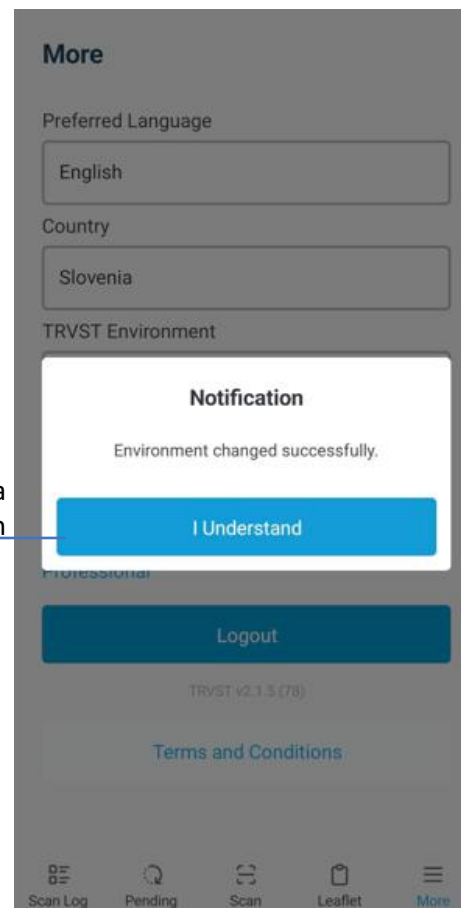 More
Preferred Language
English
Country
Slovenia
TRVST Environment
Notification
Environment changed successfully.
I Understand
Professional
Logout
TRVST v2.1.5 (78)
Terms and Conditions
Scan Log Pending Scan Leaflet More